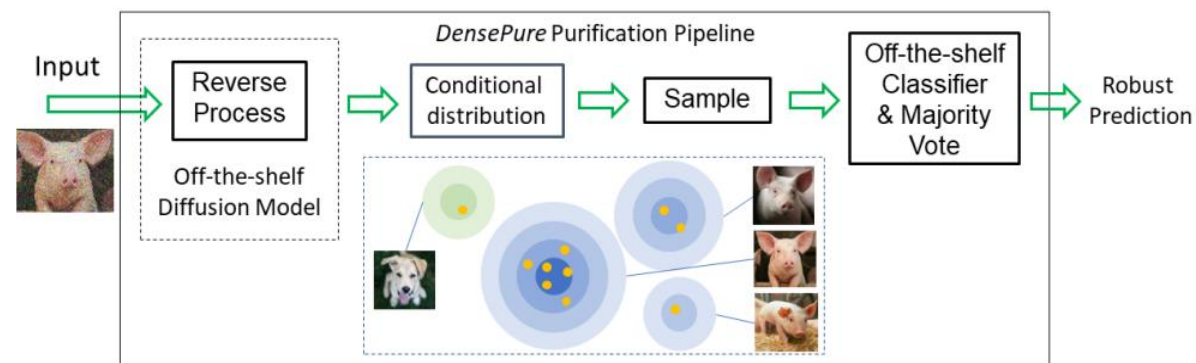 DensePure Purification Pipeline
Input
Reverse
Process
Off-the-shelf
Diffusion Model
Conditional
distribution
Sample
Off-the-shelf
Classifier
& Majority
Vote
Robust
Prediction